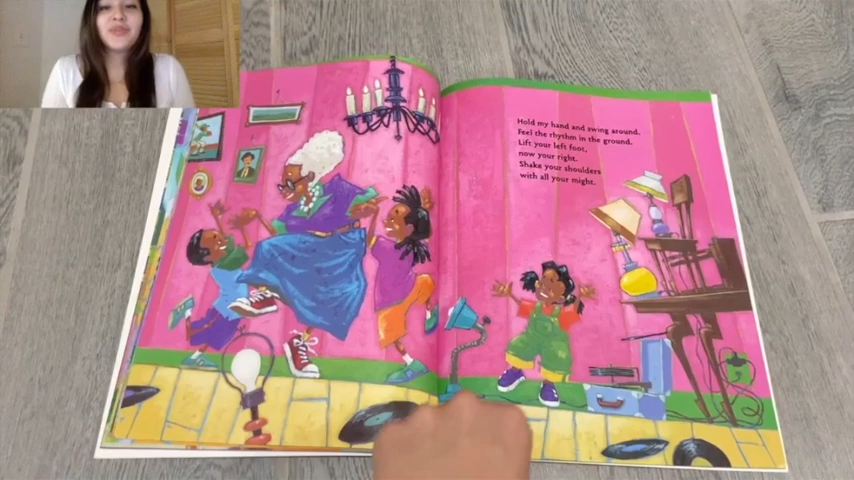 Hold my hand and swing around.
Feel the rhythm in the ground.
Lift your left foot,
now your right.
Shake your shoulders
with all your might.